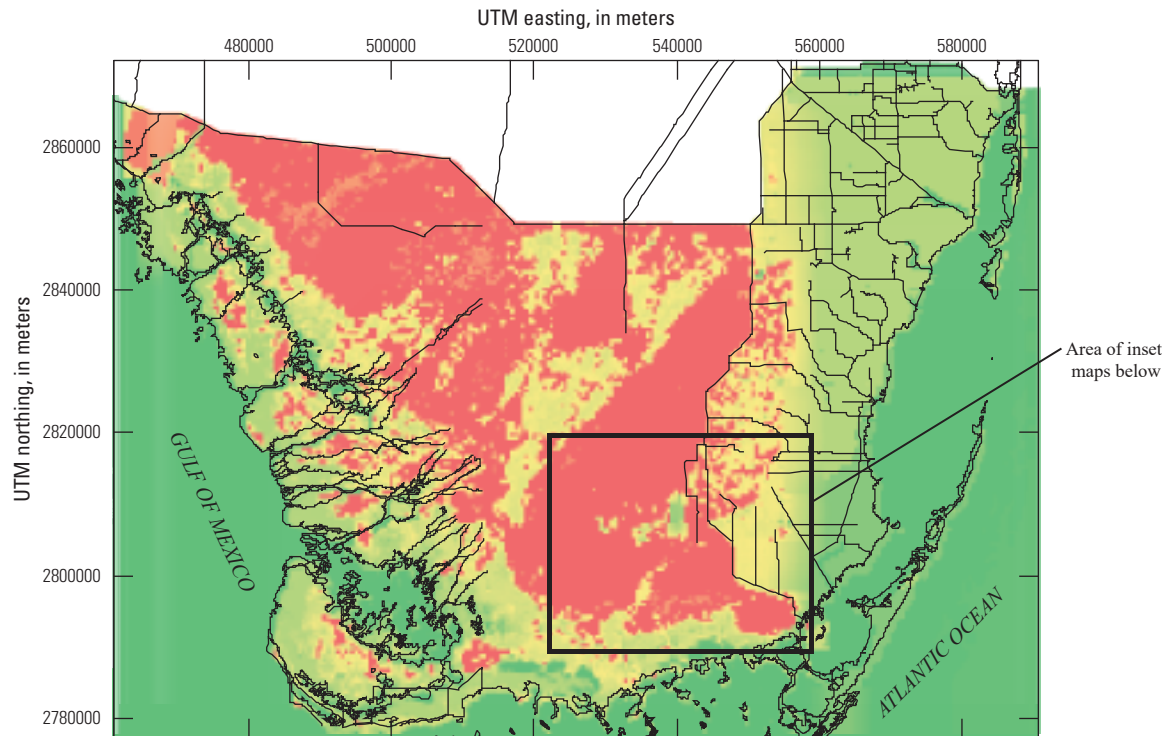 UTM easting, in meters
480000 500000 520000 540000 560000 580000
UTM northing, in meters
2860000
2840000
2820000
2800000
2780000
Area of inset
maps below
GULF OF MEXICO
ATLANTIC OCEAN